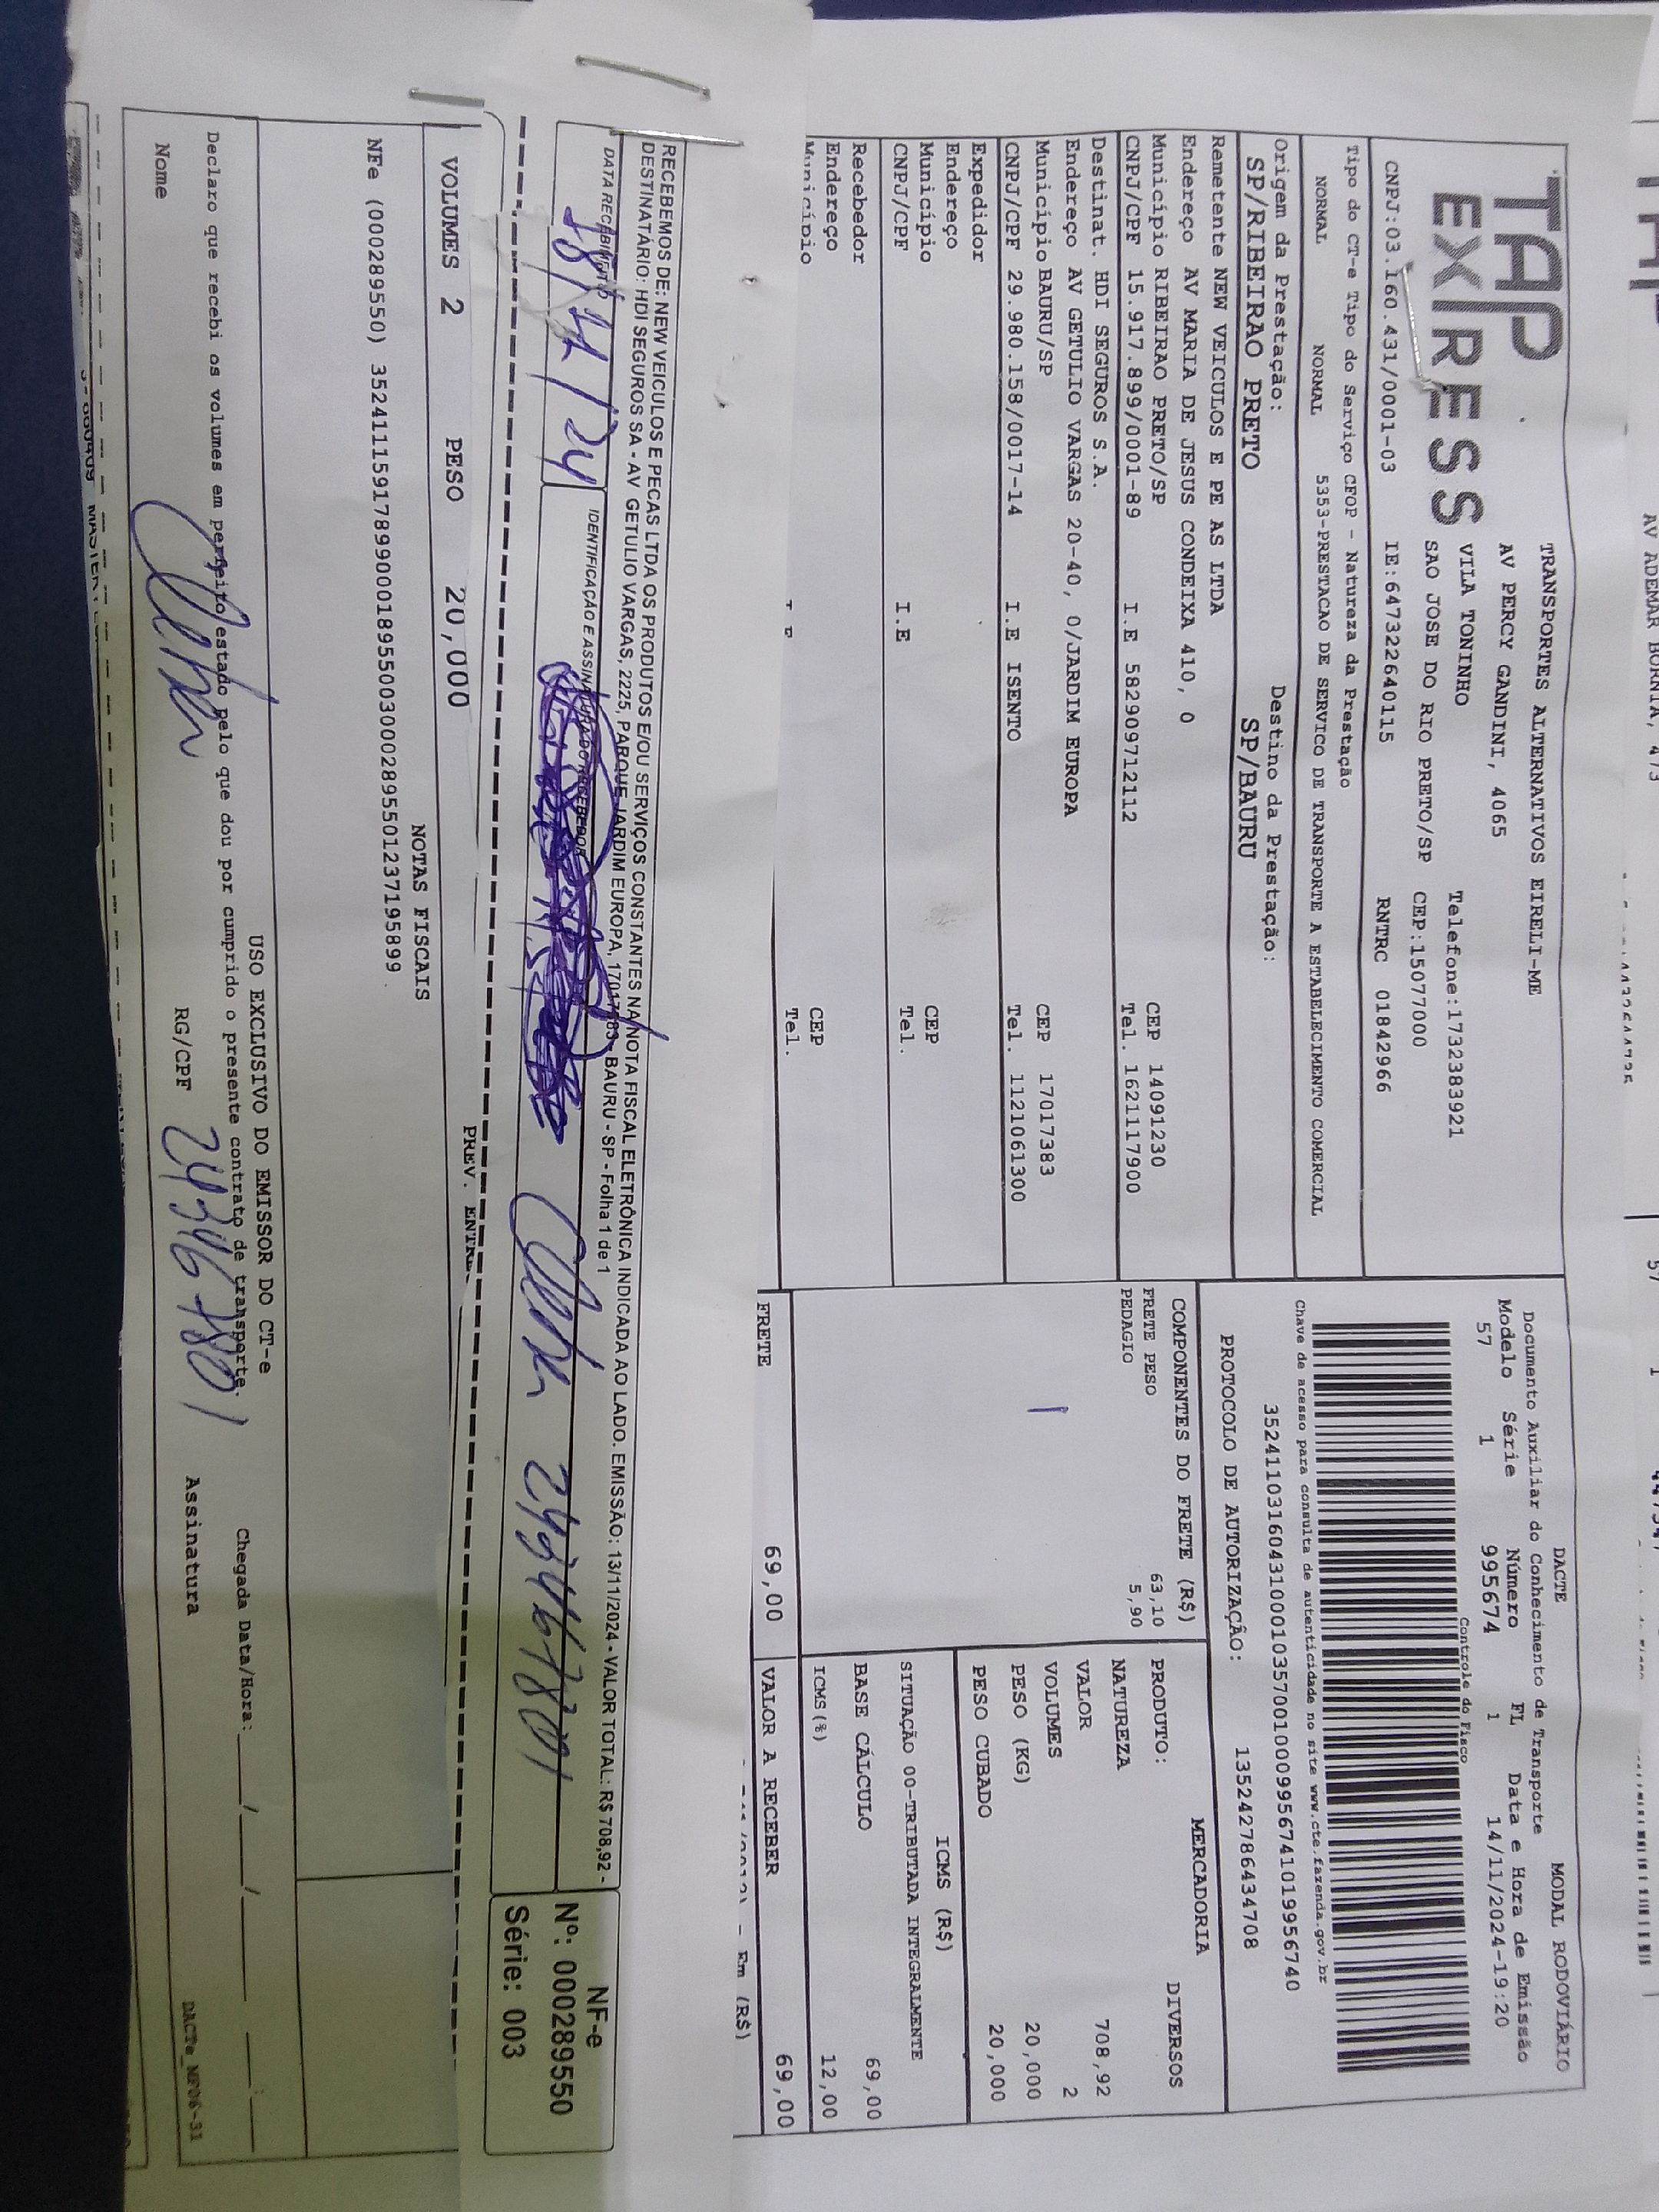 TAP
EXPRESS
TRANSPORTES ALTERNATIVOS EIRELI-ME
AV PERCY GANDINI, 4065
VILA TONINHO Telefone:1732383921
SAO JOSE DO RIO PRETO/SP CEP:15077000
CNPJ:03.160.431/0001-03 IE:647322640115 RNTRC 01842966
Tipo do CT-e Tipo do Serviço CFOP - Natureza da Prestação
NORMAL NORMAL 5353-PRESTACAO DE SERVICO DE TRANSPORTE A ESTABELECIMENTO COMERCIAL
Origem da Prestação: Destino da Prestação:
SP/RIBEIRAO PRETO SP/BAURU
DACTE MODAL RODOVIÁRIO
Documento Auxiliar do Conhecimento de Transporte
Modelo Série Número FL Data e Hora de Emissão
57 1 995674 1 14/11/2024-19:20
Controle do Fisco
Chave de acesso para consulta de autenticidade no site www.cte.fazenda.gov.br
35241103160431000103570010009956741019956740
PROTOCOLO DE AUTORIZAÇÃO: 135242786434708
Remetente NEW VEICULOS E PE AS LTDA
Endereço AV MARIA DE JESUS CONDEIXA 410, 0
Município RIBEIRAO PRETO/SP CEP 14091230
CNPJ/CPF 15.917.899/0001-89 I.E 582909712112 Tel. 1621117900
Destinat. HDI SEGUROS S.A.
Endereço AV GETULIO VARGAS 20-40, 0/JARDIM EUROPA
Município BAURU/SP CEP 17017383
CNPJ/CPF 29.980.158/0017-14 I.E ISENTO Tel. 1121061300
Expedidor
Endereço
Município CEP
CNPJ/CPF I.E Tel.
Recebedor
Endereço
Município CEP
Tel.
COMPONENTES DO FRETE (R$)
FRETE PESO 63,10
PEDAGIO 5,90
MERCADORIA
PRODUTO: DIVERSOS
NATUREZA
VALOR 708,92
VOLUMES 2
PESO (KG) 20,000
PESO CUBADO 20,000
ICMS (R$)
SITUAÇÃO 00-TRIBUTADA INTEGRALMENTE
BASE CÁLCULO 69,00
ICMS(%) 12,00
FRETE 69,00 VALOR A RECEBER 69,00
- Em (R$)
RECEBEMOS DE: NEW VEICULOS E PECAS LTDA OS PRODUTOS E/OU SERVIÇOS CONSTANTES NA NOTA FISCAL ELETRÔNICA INDICADA AO LADO. EMISSÃO: 13/11/2024 - VALOR TOTAL: R$ 708,92 -
DESTINATÁRIO: HDI SEGUROS SA - AV GETULIO VARGAS, 2225, PARQUE JARDIM EUROPA, 17017383 - BAURU - SP - Folha 1 de 1
DATA RECEBIMENTO IDENTIFICAÇÃO E ASSINATURA DO RECEBEDOR
18/11/24 243467801
NF-e
Nº: 000289550
Série: 003
VOLUMES 2 PESO 20,000 PREV. ENTRE
NOTAS FISCAIS
NFe (000289550) 35241115917899000189550030002895501237195899
USO EXCLUSIVO DO EMISSOR DO CT-e
Declaro que recebi os volumes em perfeito estado pelo que dou por cumprido o presente contrato de transporte. Chegada Data/Hora: __/__/____ __:__
Nome RG/CPF 243467801 Assinatura
DACTe_NF06-31